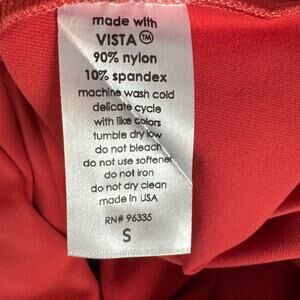 made with
VISTA™
90% nylon
10% spandex
machine wash cold
delicate cycle
with like colors
tumble dry low
do not bleach
do not use softener
do not iron
do not dry clean
made in USA
RN# 96335
S